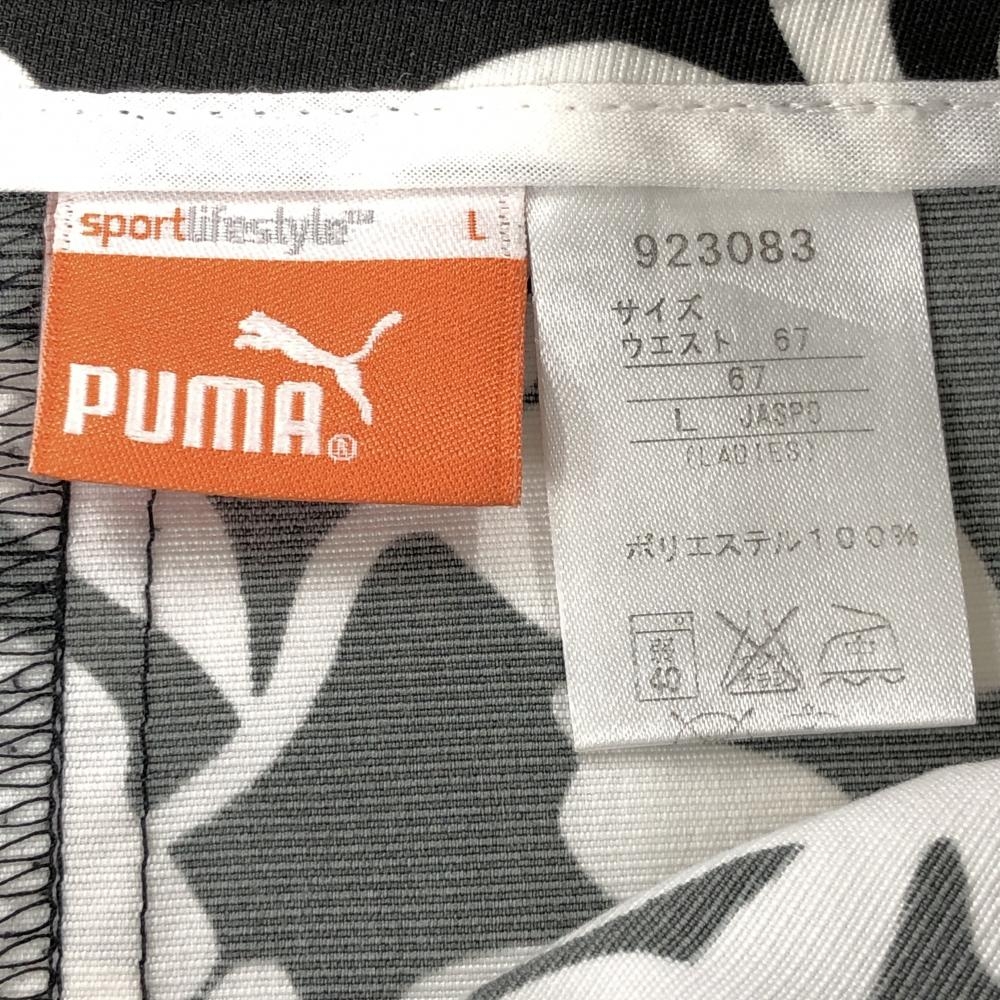 sportlifestyle™ L
PUMA®
923083
サイズ
ウエスト 67
67
L JASPO
(LADIES)
ポリエステル100%